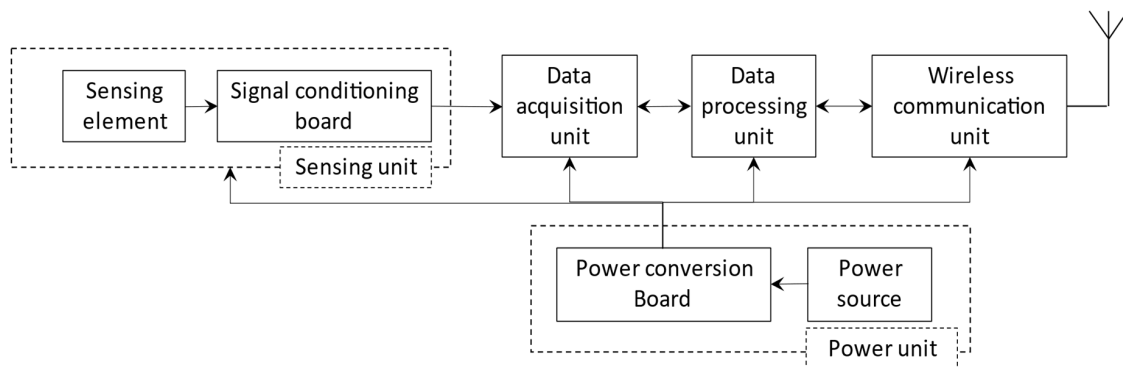 Sensing
element
Signal conditioning
board
Sensing unit
Data
acquisition
unit
Data
processing
unit
Wireless
communication
unit
Power conversion
Board
Power
source
Power unit